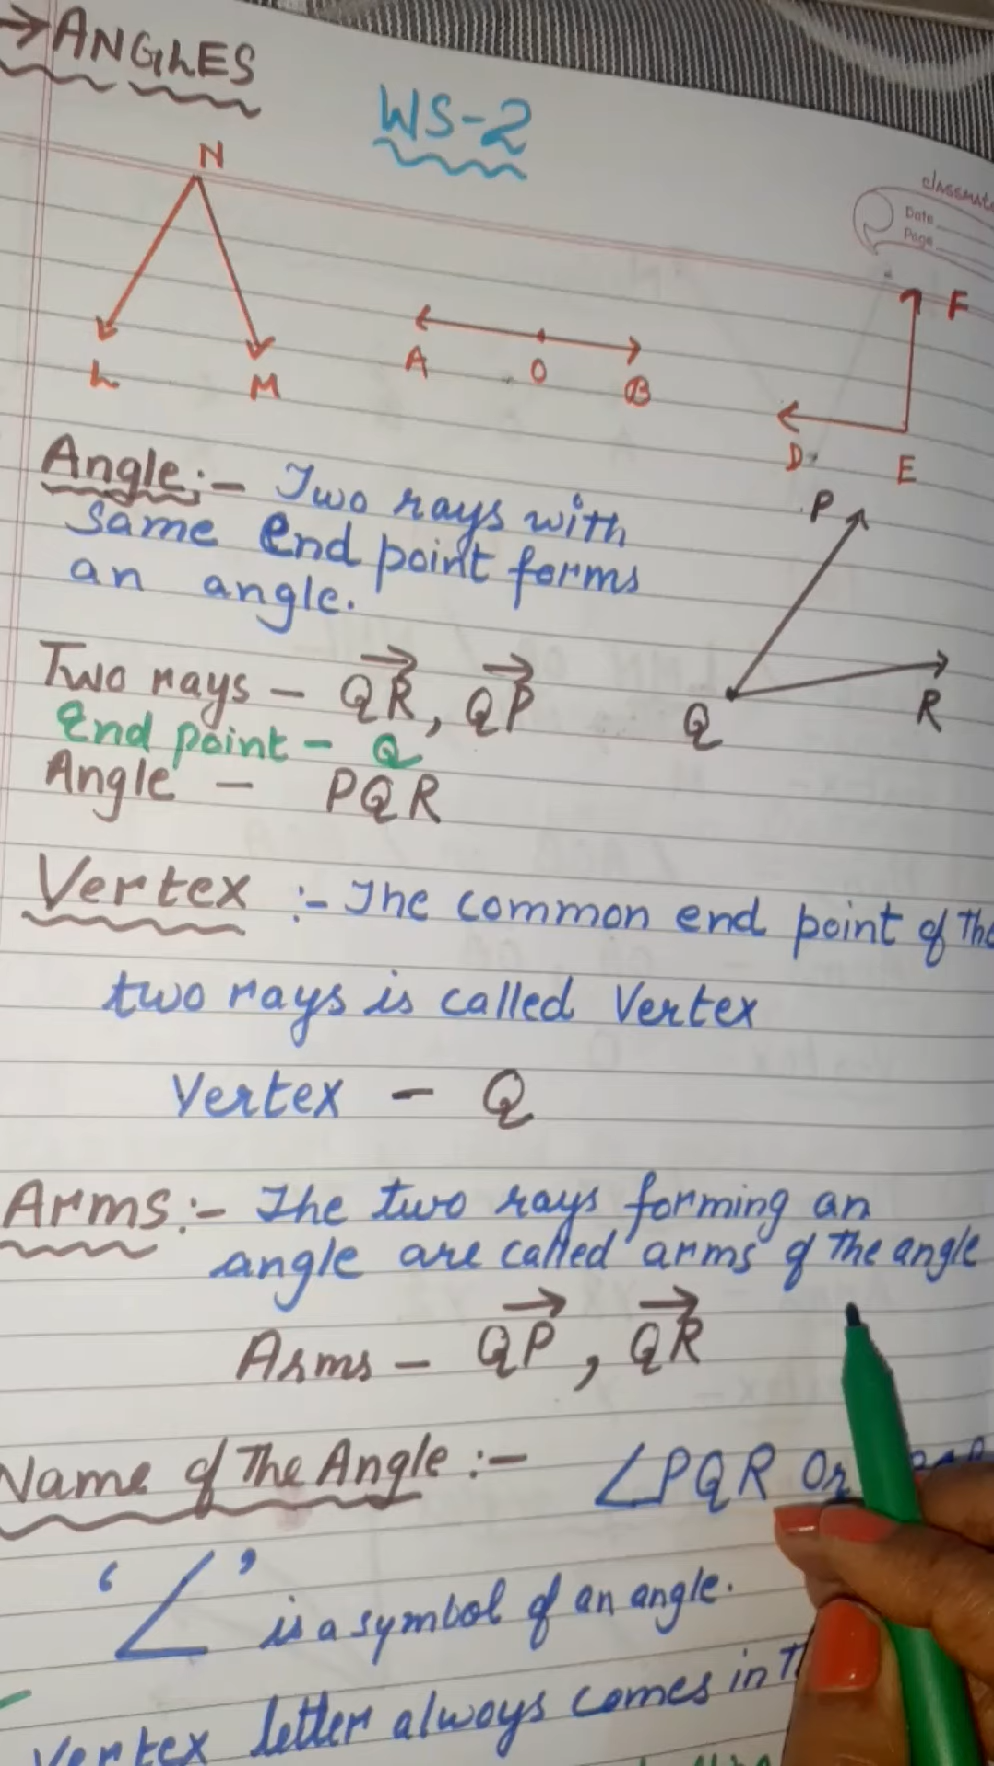 → ANGLES
WS-2
classmate
Date
Page
N
L
M
A
O
B
F
D
E
Angle:- Two rays with
same end point forms
an angle.
P
Q
R
Two rays - QR, QP
End point - Q
Angle - PQR
Vertex :- The common end point of the
two rays is called Vertex
Vertex - Q
Arms:- The two rays forming an
angle are called arms of the angle
Arms - QP, QR
Name of The Angle :- ∠PQR Or
‘∠’ is a symbol of an angle.
Vertex letter always comes in